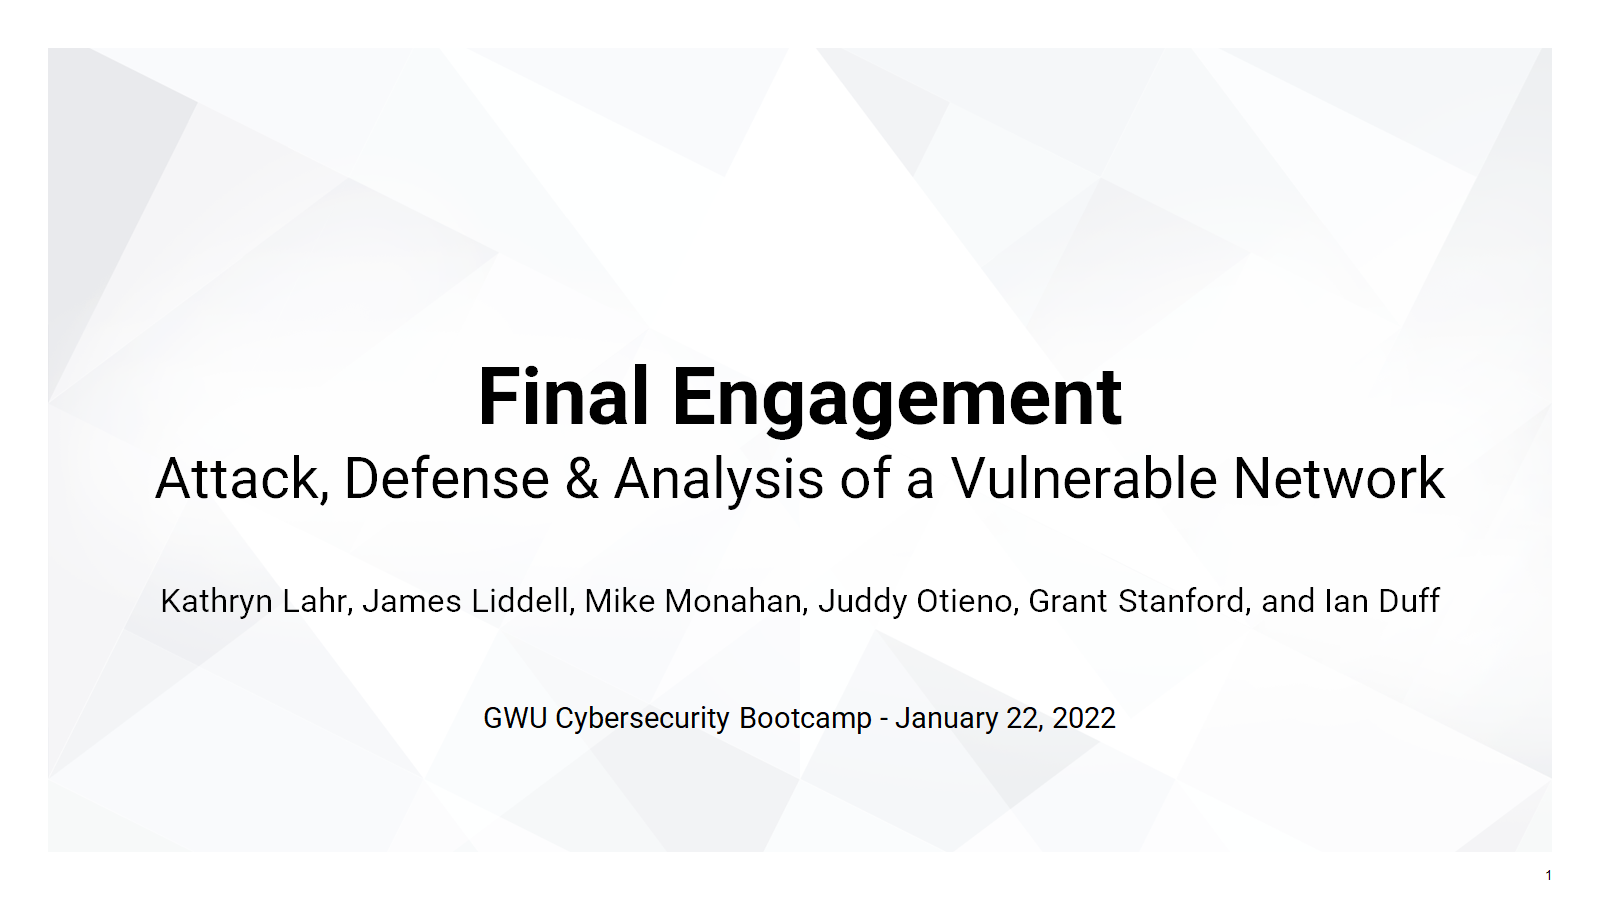 Final Engagement
Attack, Defense & Analysis of a Vulnerable Network
Kathryn Lahr, James Liddell, Mike Monahan, Juddy Otieno, Grant Stanford, and Ian Duff
GWU Cybersecurity Bootcamp - January 22, 2022
1